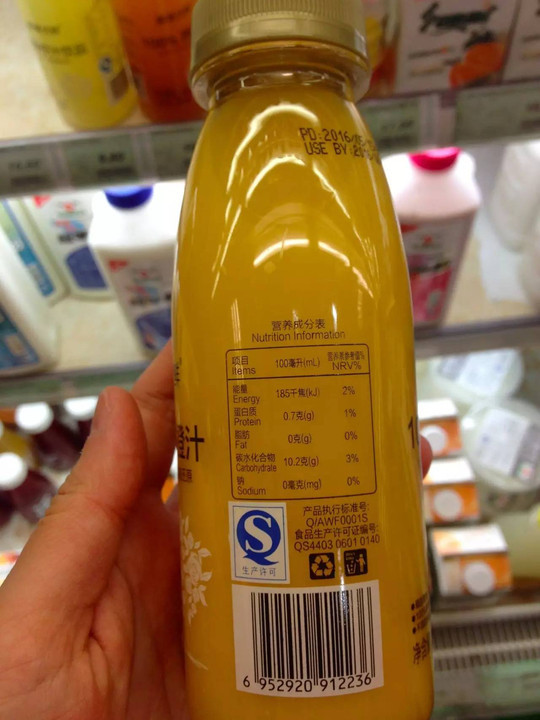 PD:2016/05
USE BY:
营养成分表
Nutrition Information
项目 100毫升(mL) 营养素参考值%
Items NRV%
能量 185千焦(kJ) 2%
Energy
蛋白质 0.7克(g) 1%
Protein
脂肪 0克(g) 0%
Fat
碳水化合物 10.2克(g) 3%
Carbohydrate
钠 0毫克(mg) 0%
Sodium
橙汁
产品执行标准号:
Q/AWF0001S
食品生产许可证编号:
QS4403 0601 0140
S
生产许可
6 952920 912236